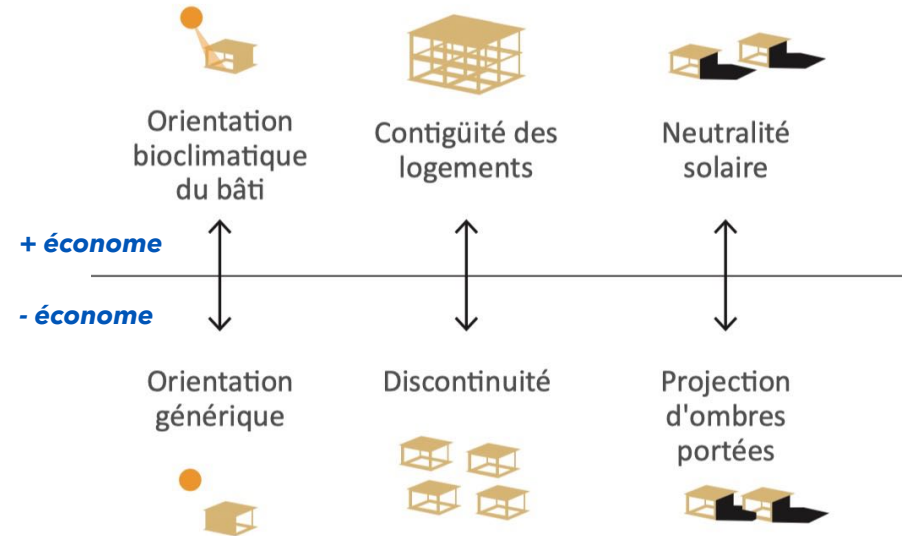 Orientation
bioclimatique
du bâti
Contigüité des
logements
Neutralité
solaire
+ économe
- économe
Orientation
générique
Discontinuité
Projection
d'ombres
portées